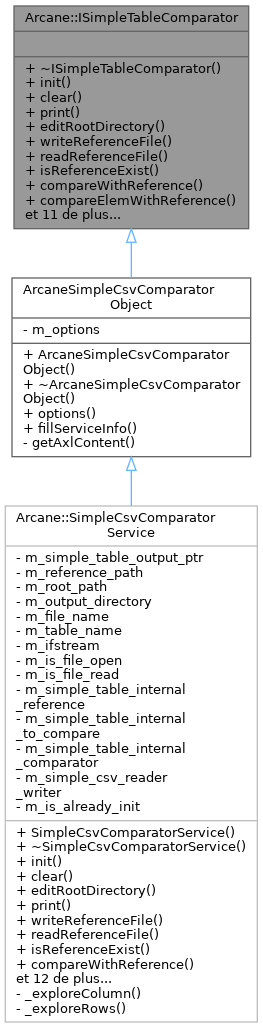 Arcane::ISimpleTableComparator
+ ~ISimpleTableComparator()
+ init()
+ clear()
+ print()
+ editRootDirectory()
+ writeReferenceFile()
+ readReferenceFile()
+ isReferenceExist()
+ compareWithReference()
+ compareElemWithReference()
et 11 de plus...
ArcaneSimpleCsvComparator
Object
- m_options
+ ArcaneSimpleCsvComparator
Object()
+ ~ArcaneSimpleCsvComparator
Object()
+ options()
+ fillServiceInfo()
- getAxlContent()
Arcane::SimpleCsvComparator
Service
- m_simple_table_output_ptr
- m_reference_path
- m_root_path
- m_output_directory
- m_file_name
- m_table_name
- m_ifstream
- m_is_file_open
- m_is_file_read
- m_simple_table_internal
_reference
- m_simple_table_internal
_to_compare
- m_simple_table_internal
_comparator
- m_simple_csv_reader
_writer
- m_is_already_init
+ SimpleCsvComparatorService()
+ ~SimpleCsvComparatorService()
+ init()
+ clear()
+ editRootDirectory()
+ print()
+ writeReferenceFile()
+ readReferenceFile()
+ isReferenceExist()
+ compareWithReference()
et 12 de plus...
- _exploreColumn()
- _exploreRows()